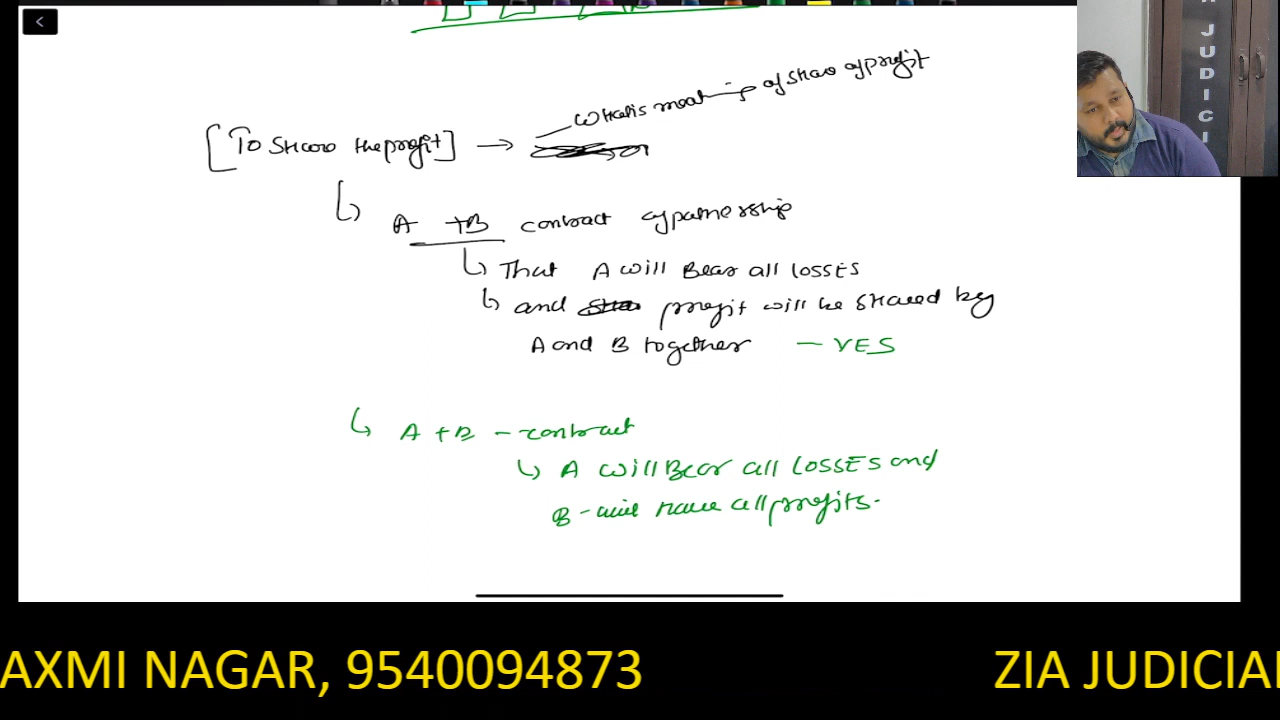 JUDICI
What is meaning of share of profit
[To share the profit] →
A + B contract of partnership
That A will Bear all losses
and profit will be shared by
A and B together — YES
A + B - contract
A will Bear all losses and
B - will have all profits.
AXMI NAGAR, 9540094873 ZIA JUDICIAL